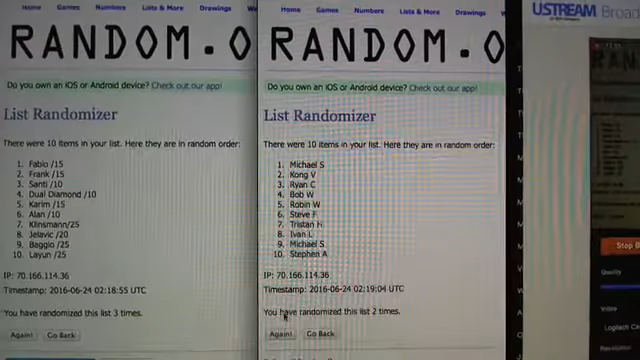 Home Games Numbers Lists & More Drawings
RANDOM.O
Do you own an iOS or Android device? Check out our app!
List Randomizer
There were 10 items in your list. Here they are in random order:
1. Fabio /15
2. Frank /15
3. Santi /10
4. Dual Diamond /10
5. Karim /15
6. Alan /10
7. Klinsmann/25
8. Jelavic /20
9. Baggio /25
10. Layun /25
IP: 70.166.114.36
Timestamp: 2016-06-24 02:18:55 UTC
You have randomized this list 3 times.
Again! Go Back
Home Games Numbers Lists & More Drawings
RANDOM.O
Do you own an iOS or Android device? Check out our app!
List Randomizer
There were 10 items in your list. Here they are in random order:
1. Michael S
2. Kong V
3. Ryan C
4. Bob W
5. Robin W
6. Steve F
7. Tristan H
8. Ivan L
9. Michael S
10. Stephen A
IP: 70.166.114.36
Timestamp: 2016-06-24 02:19:04 UTC
You have randomized this list 2 times.
Again! Go Back
USTREAM Broad
RAN
Stop B
Quality
Video
Logitech C
Resolution